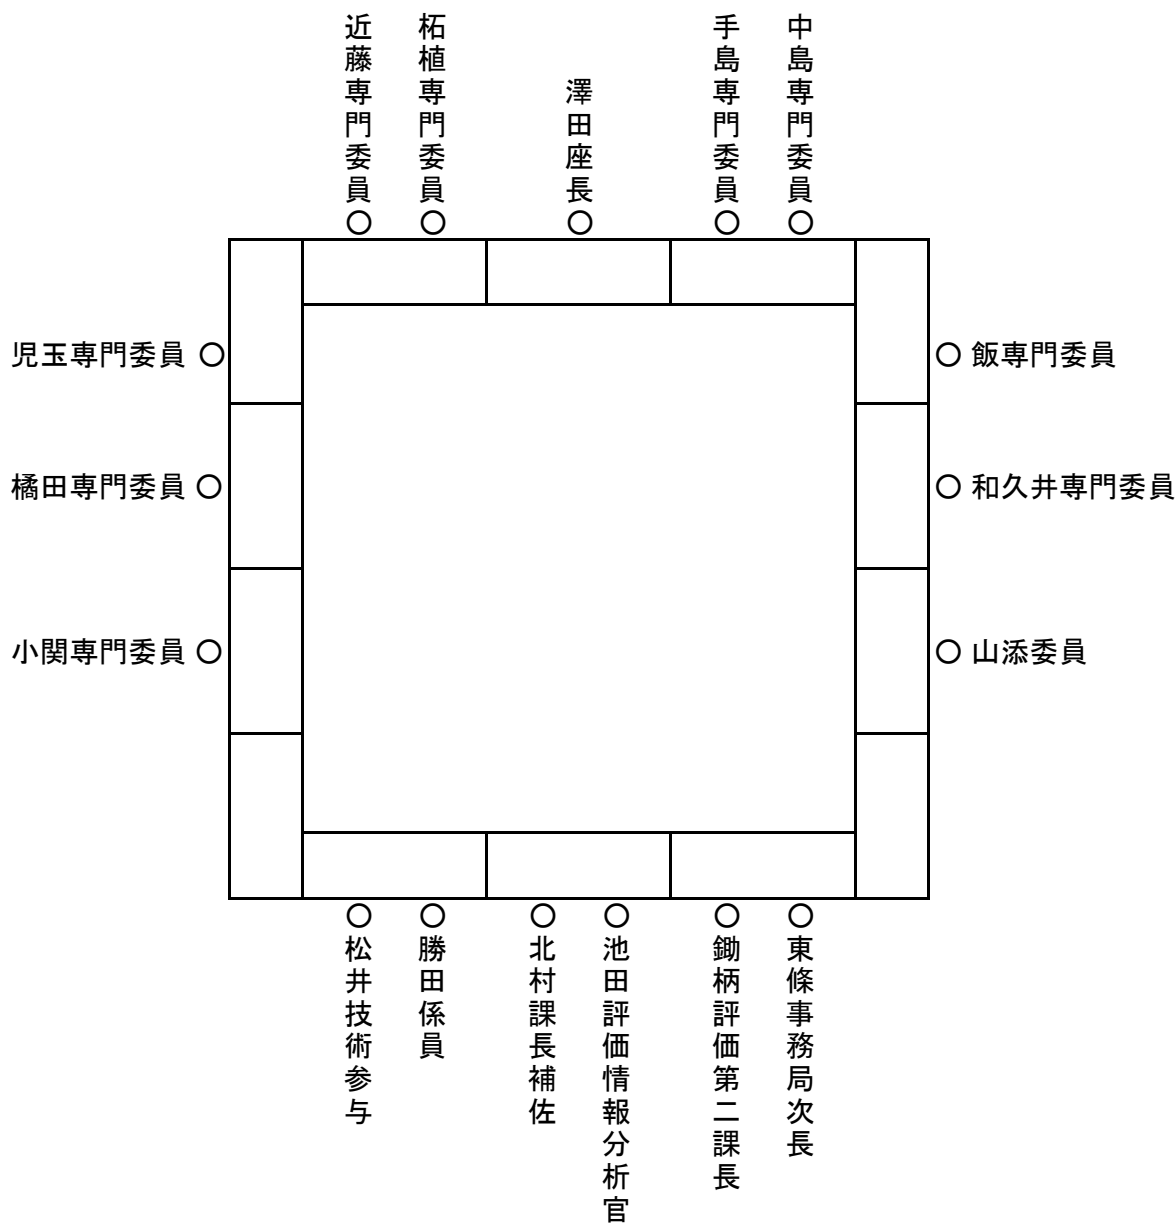 近藤専門委員
柘植専門委員
澤田座長
手島専門委員
中島専門委員
児玉専門委員
飯専門委員
橘田専門委員
和久井専門委員
小関専門委員
山添委員
松井技術参与
勝田係員
北村課長補佐
池田評価情報分析官
鋤柄評価第二課長
東條事務局次長